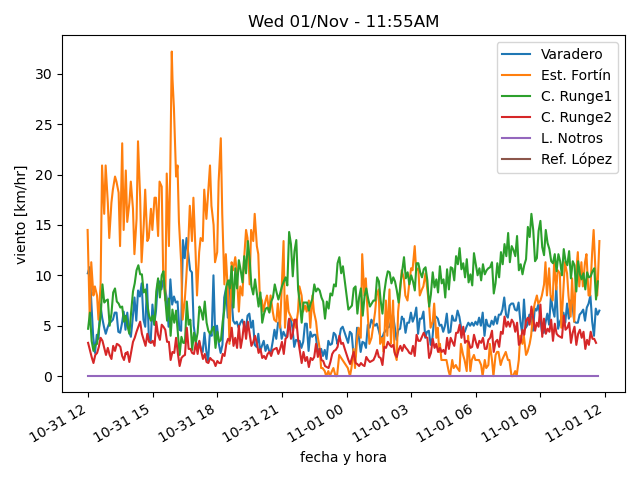 Wed 01/Nov - 11:55AM
Varadero
Est. Fortín
C. Runge1
C. Runge2
L. Notros
Ref. López
viento [km/hr]
30
25
20
15
10
5
0
10-31 12
10-31 15
10-31 18
10-31 21
11-01 00
11-01 03
11-01 06
11-01 09
11-01 12
fecha y hora